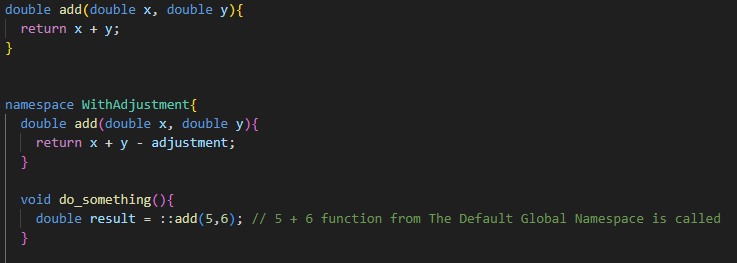 double add(double x, double y){
  return x + y;
}
namespace WithAdjustment{
  double add(double x, double y){
    return x + y - adjustment;
  }
  void do_something(){
    double result = ::add(5,6); // 5 + 6 function from The Default Global Namespace is called
  }